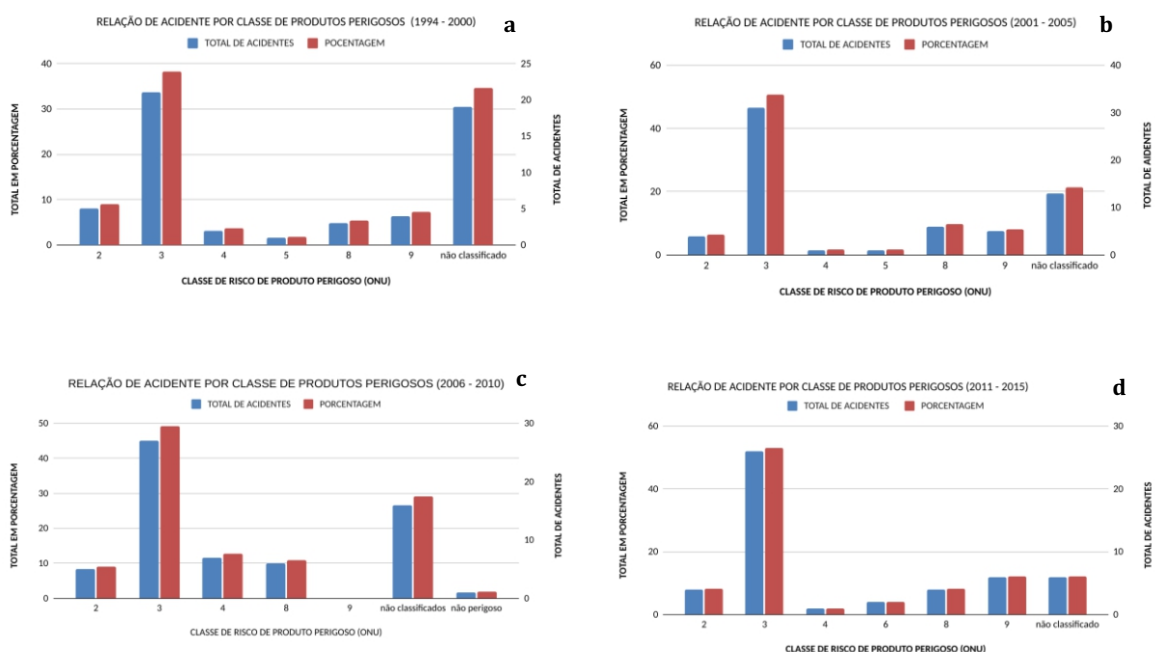 RELAÇÃO DE ACIDENTE POR CLASSE DE PRODUTOS PERIGOSOS (1994 - 2000)
a
TOTAL DE ACIDENTES POCENTAGEM
40
30
20
10
0
25
20
15
10
5
0
TOTAL EM PORCENTAGEM
TOTAL DE ACIDENTES
2 3 4 5 8 9 não classificado
CLASSE DE RISCO DE PRODUTO PERIGOSO (ONU)
RELAÇÃO DE ACIDENTE POR CLASSE DE PRODUTOS PERIGOSOS (2001 - 2005)
b
TOTAL DE ACIDENTES PORCENTAGEM
60
40
20
0
40
30
20
10
0
TOTAL EM PORCENTAGEM
TOTAL DE AIDENTES
2 3 4 5 8 9 não classificado
CLASSE DE RISCO DE PRODUTO PERIGOSO (ONU)
RELAÇÃO DE ACIDENTE POR CLASSE DE PRODUTOS PERIGOSOS (2006 - 2010)
c
TOTAL DE ACIDENTES PORCENTAGEM
50
40
30
20
10
0
30
20
10
0
TOTAL EM PORCENTAGEM
TOTAL DE ACIDENTES
2 3 4 8 9 não classificados não perigoso
CLASSE DE RISCO DE PRODUTO PERIGOSO (ONU)
RELAÇÃO DE ACIDENTE POR CLASSE DE PRODUTOS PERIGOSOS (2011 - 2015)
d
TOTAL DE ACIDENTES PORCENTAGEM
60
40
20
0
30
20
10
0
TOTAL EM PORCENTAGEM
TOTAL DE ACIDENTES
2 3 4 6 8 9 não classificado
CLASSE DE RISCO DE PRODUTO PERIGOSO (ONU)